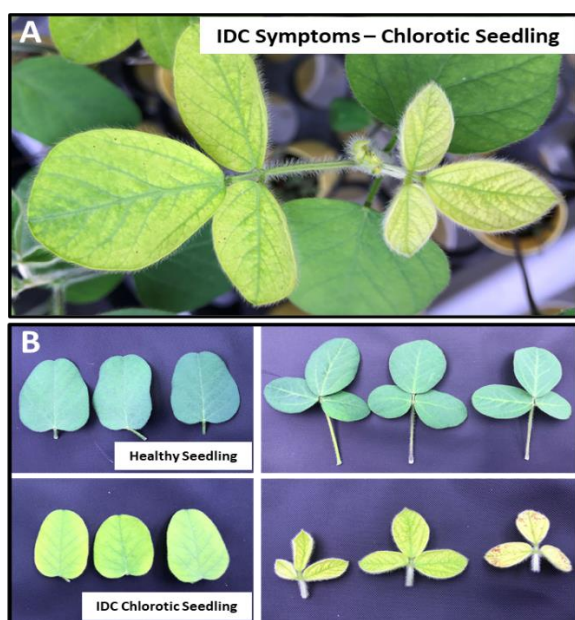 A
IDC Symptoms – Chlorotic Seedling
B
Healthy Seedling
IDC Chlorotic Seedling